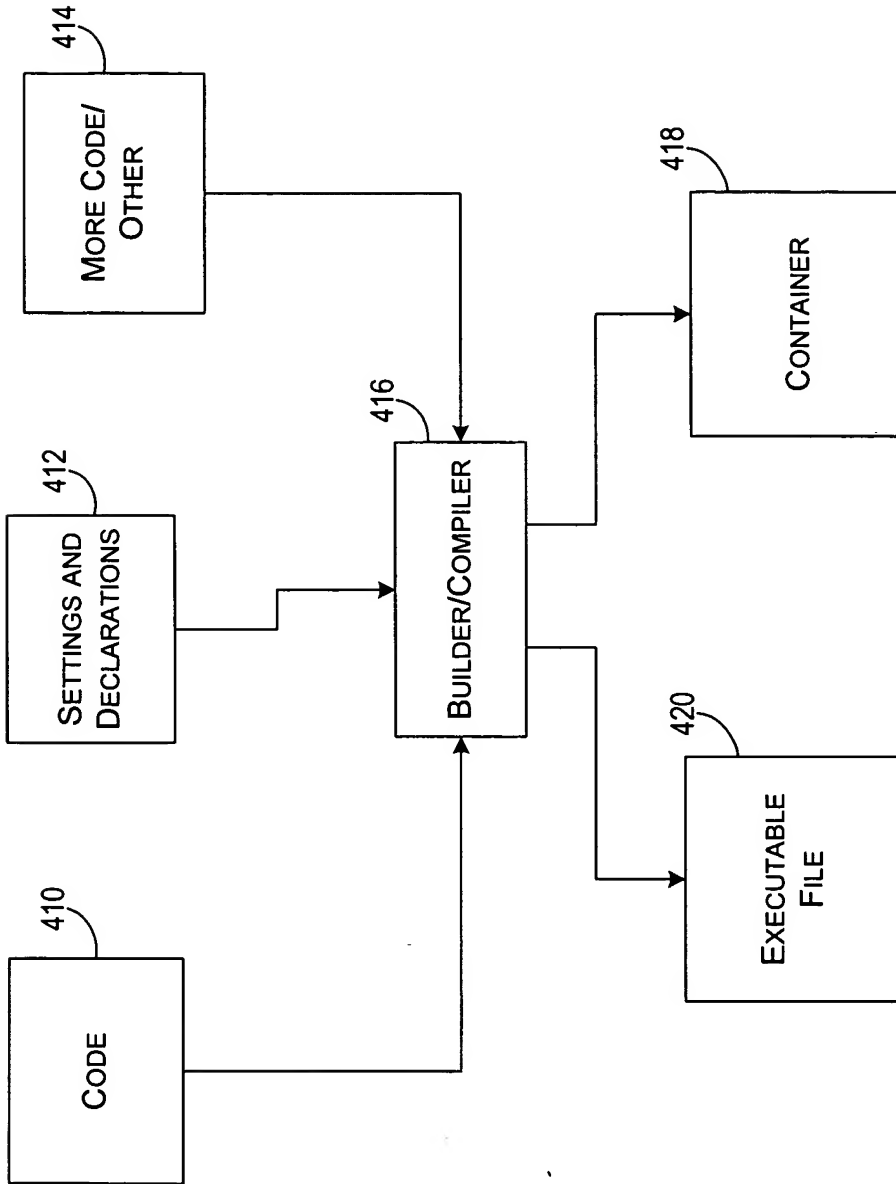 410
CODE
412
SETTINGS AND
DECLARATIONS
414
MORE CODE/
OTHER
416
BUILDER/COMPILER
420
EXECUTABLE
FILE
418
CONTAINER